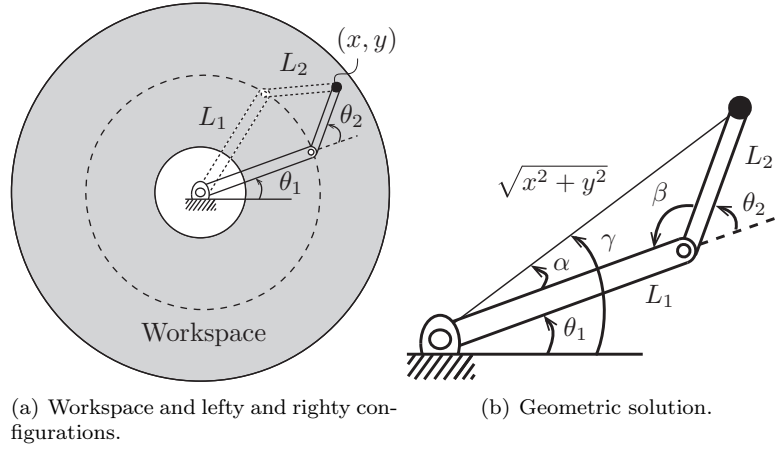 (x, y)
L₂
L₁
θ₂
θ₁
Workspace
√x² + y²
L₂
β
θ₂
γ
α
L₁
θ₁
(a) Workspace and lefty and righty con-
figurations.
(b) Geometric solution.